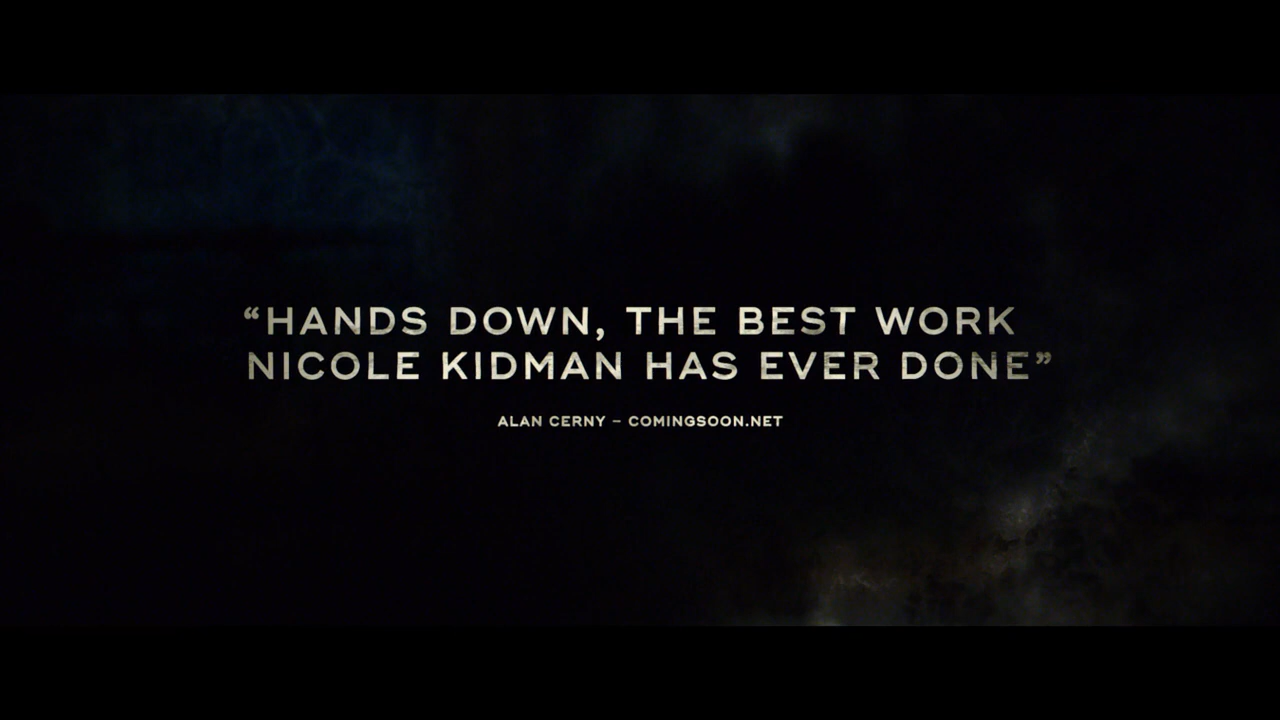 “HANDS DOWN, THE BEST WORK
NICOLE KIDMAN HAS EVER DONE”
ALAN CERNY – COMINGSOON.NET